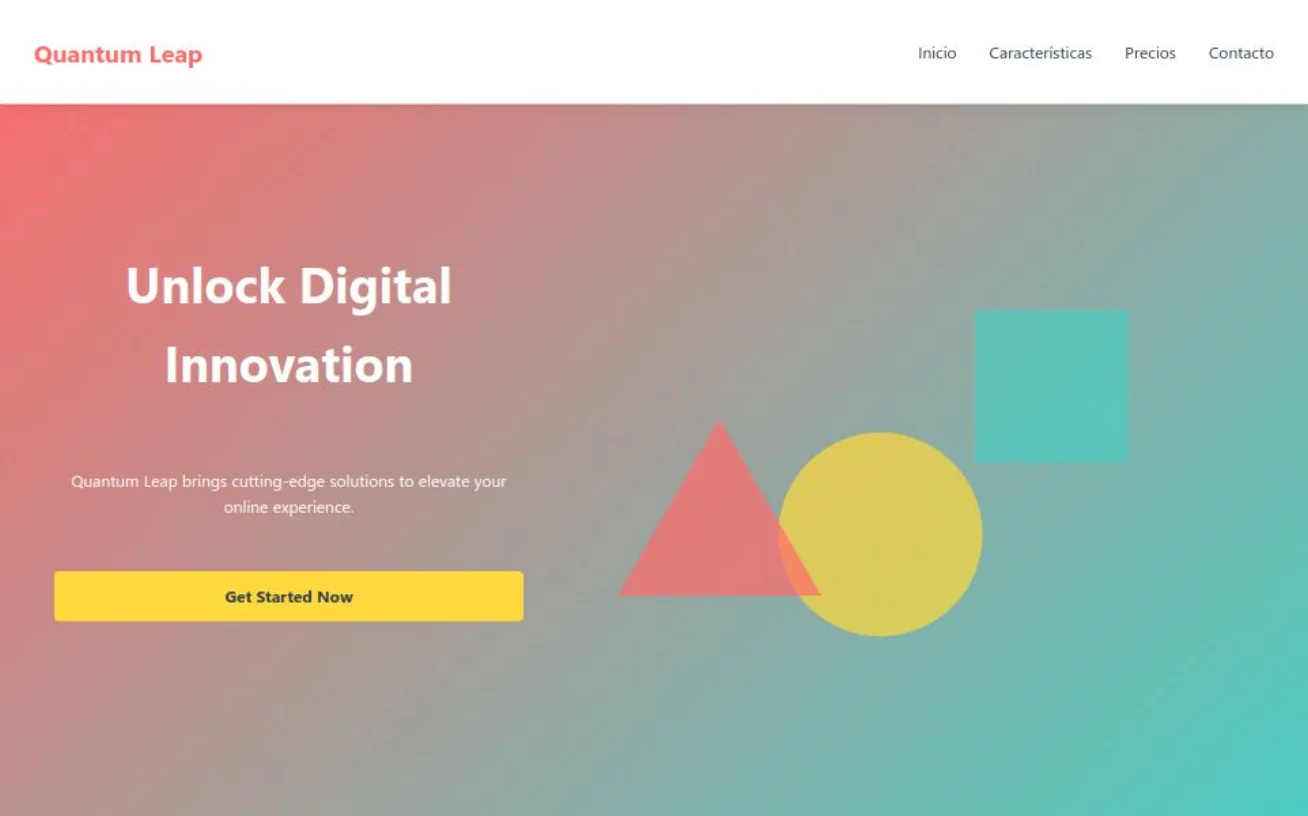 Quantum Leap
Inicio Características Precios Contacto
Unlock Digital
Innovation
Quantum Leap brings cutting-edge solutions to elevate your
online experience.
Get Started Now